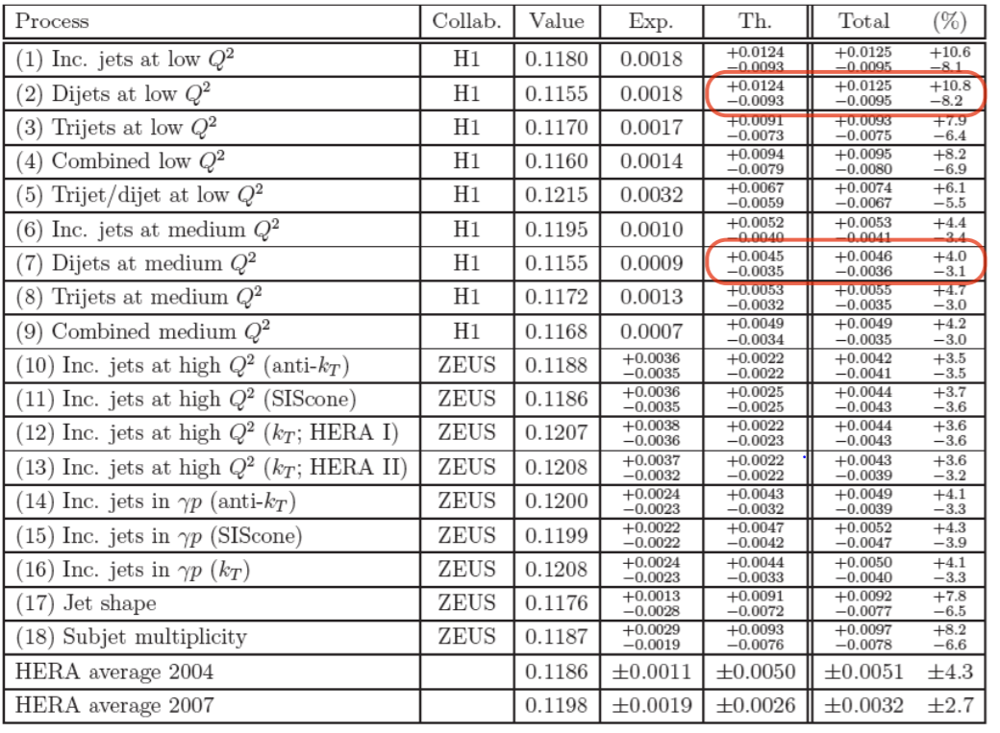 Process Collab. Value Exp. Th. Total (%)
(1) Inc. jets at low Q² H1 0.1180 0.0018 +0.0124 −0.0093 +0.0125 −0.0095 +10.6 −8.1
(2) Dijets at low Q² H1 0.1155 0.0018 +0.0124 −0.0093 +0.0125 −0.0095 +10.8 −8.2
(3) Trijets at low Q² H1 0.1170 0.0017 +0.0091 −0.0073 +0.0093 −0.0075 +7.9 −6.4
(4) Combined low Q² H1 0.1160 0.0014 +0.0094 −0.0079 +0.0095 −0.0080 +8.2 −6.9
(5) Trijet/dijet at low Q² H1 0.1215 0.0032 +0.0067 −0.0059 +0.0074 −0.0067 +6.1 −5.5
(6) Inc. jets at medium Q² H1 0.1195 0.0010 +0.0052 −0.0040 +0.0053 −0.0041 +4.4 −3.4
(7) Dijets at medium Q² H1 0.1155 0.0009 +0.0045 −0.0035 +0.0046 −0.0036 +4.0 −3.1
(8) Trijets at medium Q² H1 0.1172 0.0013 +0.0053 −0.0032 +0.0055 −0.0035 +4.7 −3.0
(9) Combined medium Q² H1 0.1168 0.0007 +0.0049 −0.0034 +0.0049 −0.0035 +4.2 −3.0
(10) Inc. jets at high Q² (anti-kT) ZEUS 0.1188 +0.0036 −0.0035 +0.0022 −0.0022 +0.0042 −0.0041 +3.5 −3.5
(11) Inc. jets at high Q² (SIScone) ZEUS 0.1186 +0.0036 −0.0035 +0.0025 −0.0025 +0.0044 −0.0043 +3.7 −3.6
(12) Inc. jets at high Q² (kT; HERA I) ZEUS 0.1207 +0.0038 −0.0036 +0.0022 −0.0023 +0.0044 −0.0043 +3.6 −3.6
(13) Inc. jets at high Q² (kT; HERA II) ZEUS 0.1208 +0.0037 −0.0032 +0.0022 −0.0022 +0.0043 −0.0039 +3.6 −3.2
(14) Inc. jets in γp (anti-kT) ZEUS 0.1200 +0.0024 −0.0023 +0.0043 −0.0032 +0.0049 −0.0039 +4.1 −3.3
(15) Inc. jets in γp (SIScone) ZEUS 0.1199 +0.0022 −0.0022 +0.0047 −0.0042 +0.0052 −0.0047 +4.3 −3.9
(16) Inc. jets in γp (kT) ZEUS 0.1208 +0.0024 −0.0023 +0.0044 −0.0033 +0.0050 −0.0040 +4.1 −3.3
(17) Jet shape ZEUS 0.1176 +0.0013 −0.0028 +0.0091 −0.0072 +0.0092 −0.0077 +7.8 −6.5
(18) Subjet multiplicity ZEUS 0.1187 +0.0029 −0.0019 +0.0093 −0.0076 +0.0097 −0.0078 +8.2 −6.6
HERA average 2004 0.1186 ±0.0011 ±0.0050 ±0.0051 ±4.3
HERA average 2007 0.1198 ±0.0019 ±0.0026 ±0.0032 ±2.7